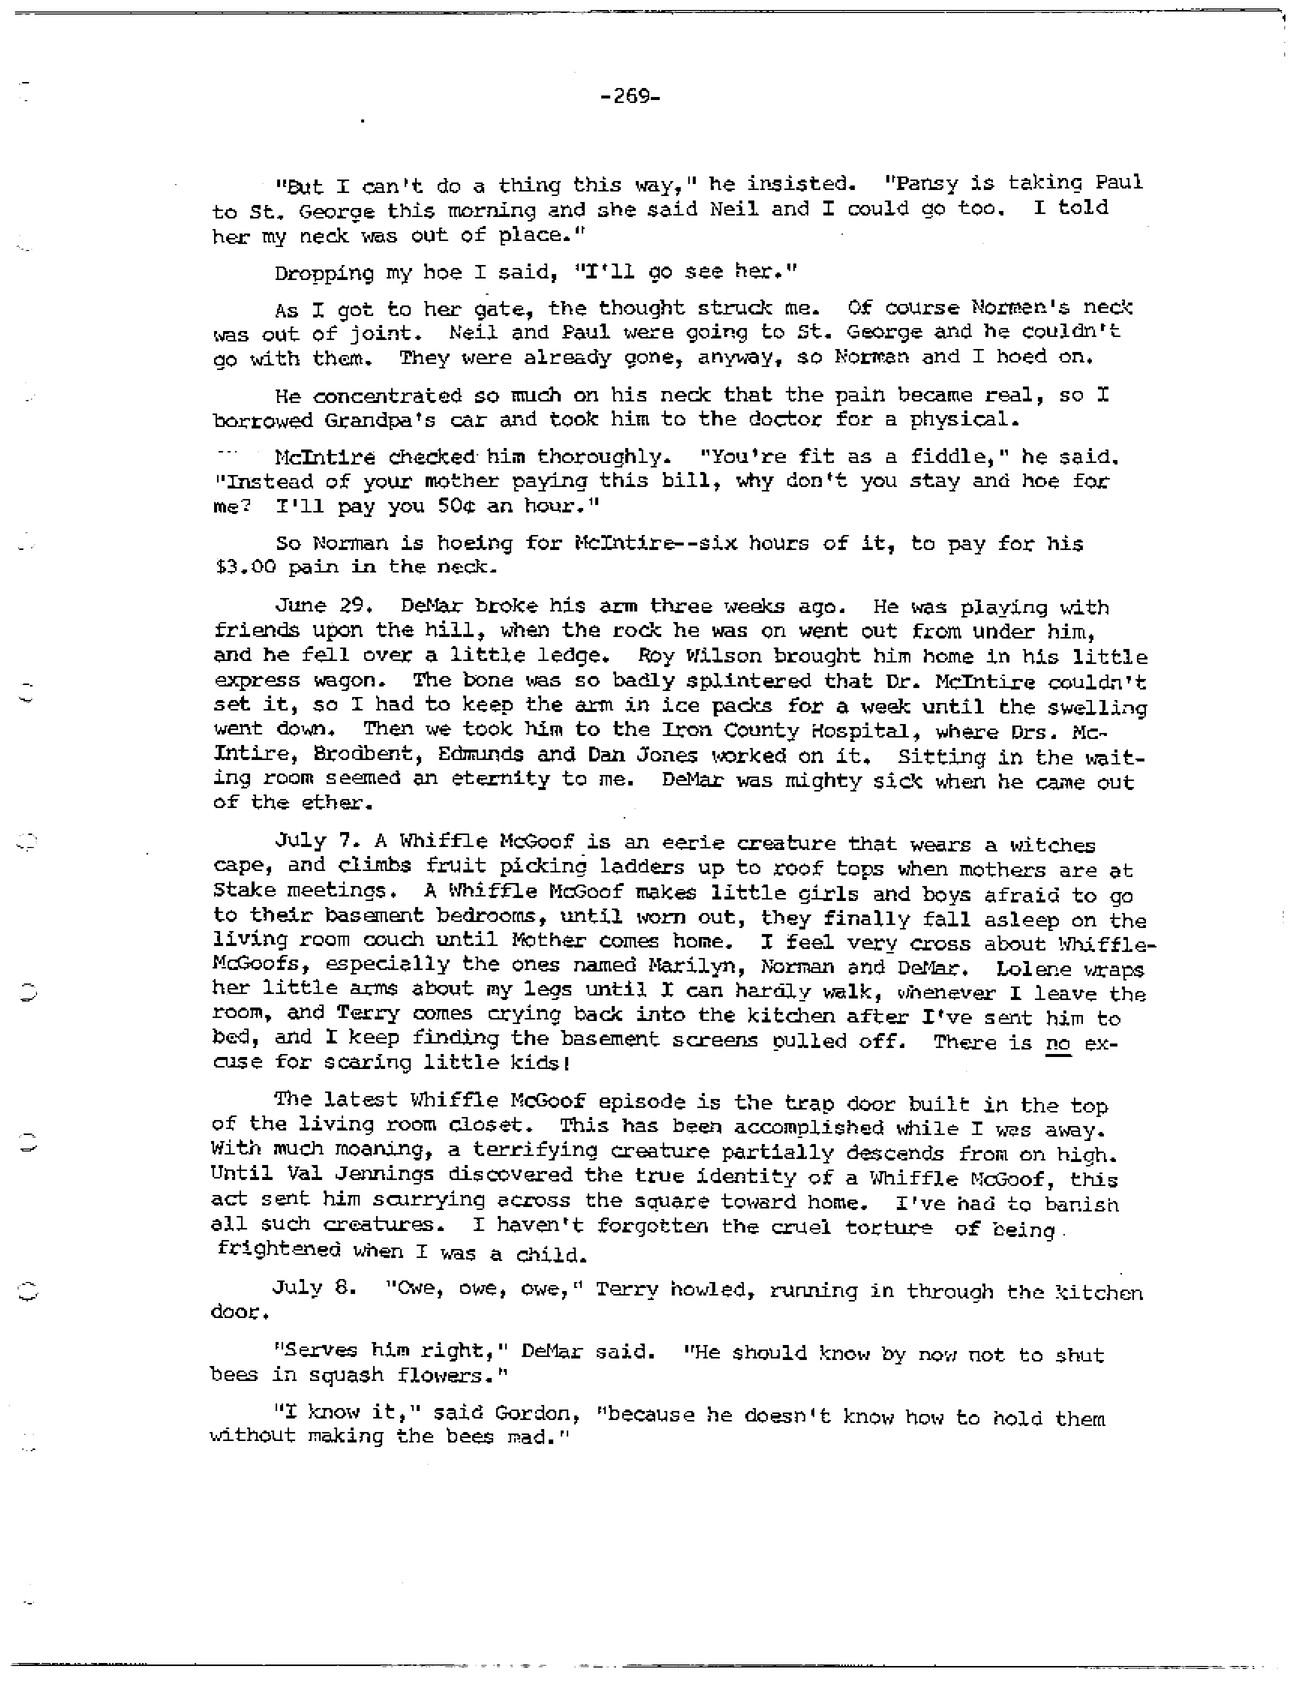 -269-
"But I can't do a thing this way," he insisted. "Pansy is taking Paul
to St. George this morning and she said Neil and I could go too. I told
her my neck was out of place."
Dropping my hoe I said, "I'll go see her."
As I got to her gate, the thought struck me. Of course Norman's neck
was out of joint. Neil and Paul were going to St. George and he couldn't
go with them. They were already gone, anyway, so Norman and I hoed on.
He concentrated so much on his neck that the pain became real, so I
borrowed Grandpa's car and took him to the doctor for a physical.
McIntire checked him thoroughly. "You're fit as a fiddle," he said.
"Instead of your mother paying this bill, why don't you stay and hoe for
me? I'll pay you 50¢ an hour."
So Norman is hoeing for McIntire--six hours of it, to pay for his
$3.00 pain in the neck.
June 29. DeMar broke his arm three weeks ago. He was playing with
friends upon the hill, when the rock he was on went out from under him,
and he fell over a little ledge. Roy Wilson brought him home in his little
express wagon. The bone was so badly splintered that Dr. McIntire couldn't
set it, so I had to keep the arm in ice packs for a week until the swelling
went down. Then we took him to the Iron County Hospital, where Drs. Mc-
Intire, Brodbent, Edmunds and Dan Jones worked on it. Sitting in the wait-
ing room seemed an eternity to me. DeMar was mighty sick when he came out
of the ether.
July 7. A Whiffle McGoof is an eerie creature that wears a witches
cape, and climbs fruit picking ladders up to roof tops when mothers are at
Stake meetings. A Whiffle McGoof makes little girls and boys afraid to go
to their basement bedrooms, until worn out, they finally fall asleep on the
living room couch until Mother comes home. I feel very cross about Whiffle-
McGoofs, especially the ones named Marilyn, Norman and DeMar. Lolene wraps
her little arms about my legs until I can hardly walk, whenever I leave the
room, and Terry comes crying back into the kitchen after I've sent him to
bed, and I keep finding the basement screens pulled off. There is no ex-
cuse for scaring little kids!
The latest Whiffle McGoof episode is the trap door built in the top
of the living room closet. This has been accomplished while I was away.
With much moaning, a terrifying creature partially descends from on high.
Until Val Jennings discovered the true identity of a Whiffle McGoof, this
act sent him scurrying across the square toward home. I've had to banish
all such creatures. I haven't forgotten the cruel torture of being
frightened when I was a child.
July 8. "Owe, owe, owe," Terry howled, running in through the kitchen
door.
"Serves him right," DeMar said. "He should know by now not to shut
bees in squash flowers."
"I know it," said Gordon, "because he doesn't know how to hold them
without making the bees mad."